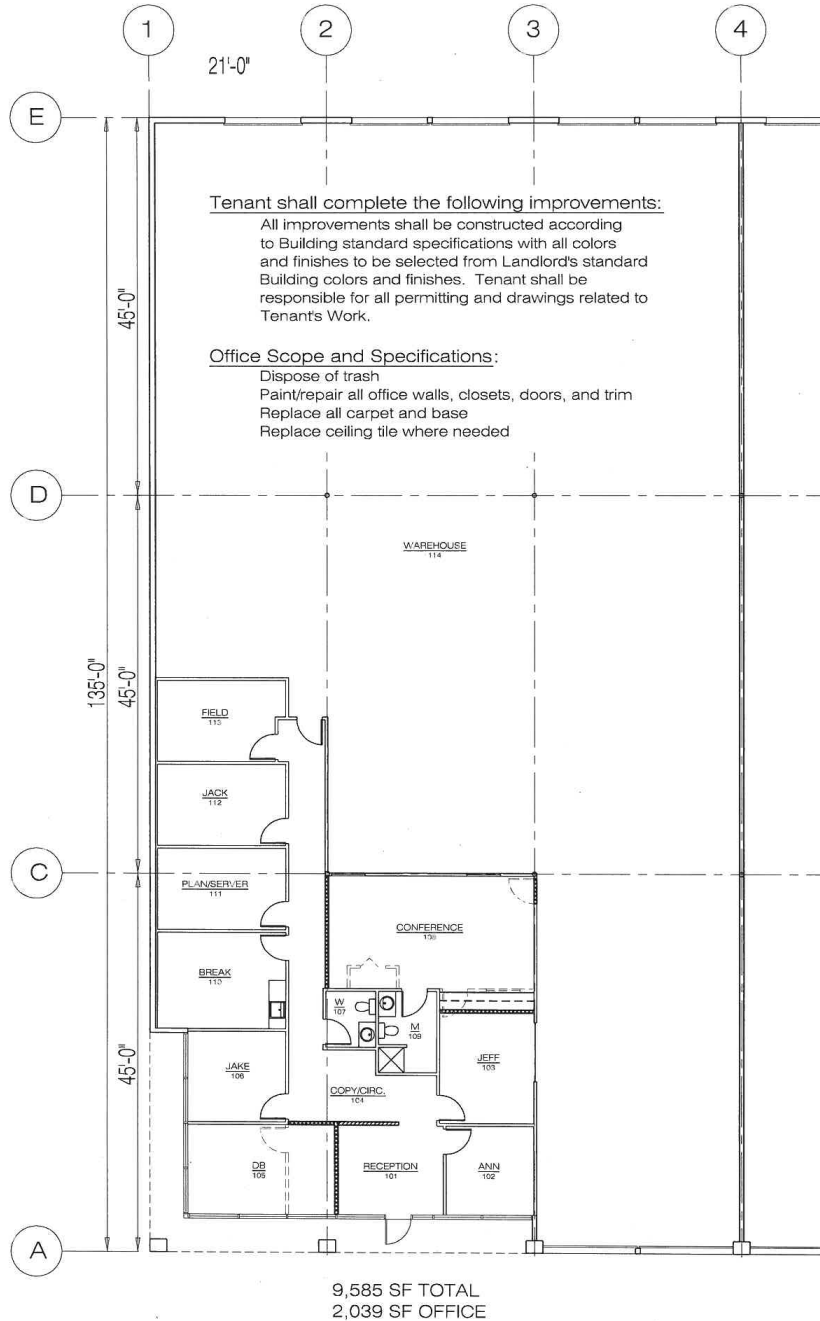 1
2
3
4
21'-0"
E
Tenant shall complete the following improvements:
All improvements shall be constructed according
to Building standard specifications with all colors
and finishes to be selected from Landlord's standard
Building colors and finishes. Tenant shall be
responsible for all permitting and drawings related to
Tenant's Work.
45'-0"
Office Scope and Specifications:
Dispose of trash
Paint/repair all office walls, closets, doors, and trim
Replace all carpet and base
Replace ceiling tile where needed
D
WAREHOUSE
114
135'-0"
45'-0"
FIELD
113
JACK
112
C
PLAN/SERVER
111
CONFERENCE
108
BREAK
110
W
107
M
109
45'-0"
JAKE
106
JEFF
103
COPY/CIRC.
104
DB
105
RECEPTION
101
ANN
102
A
9,585 SF TOTAL
2,039 SF OFFICE